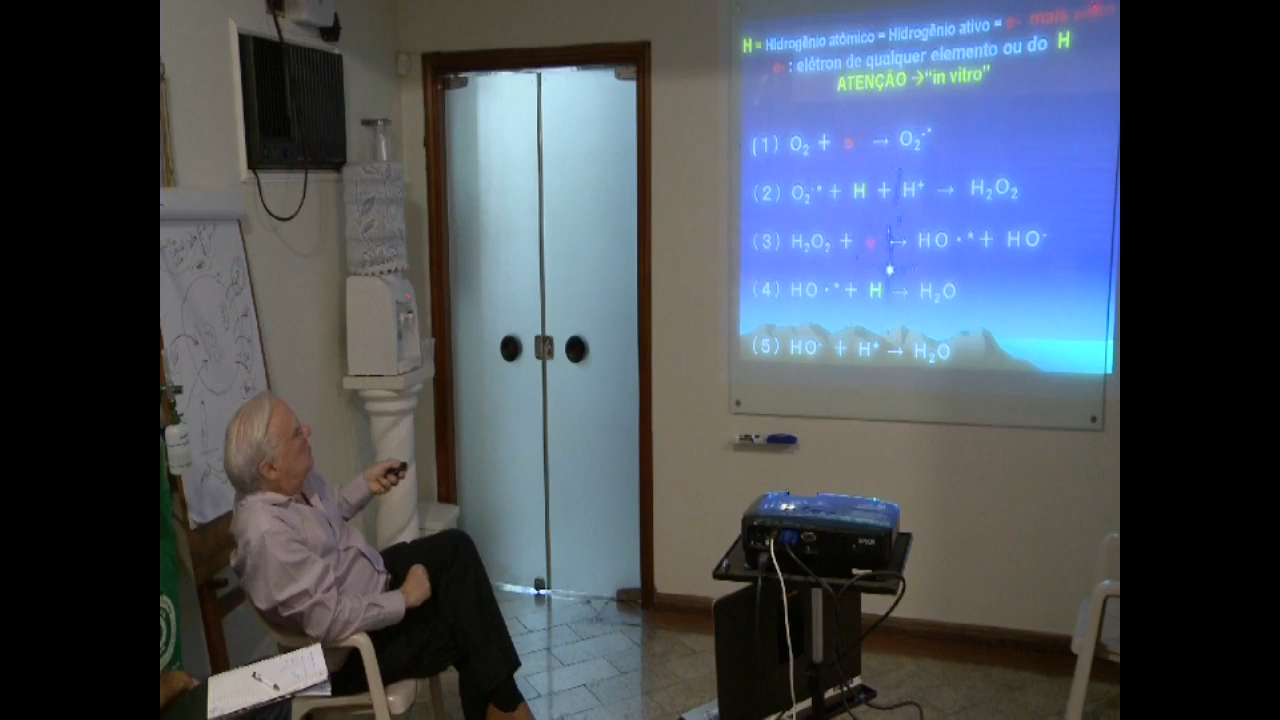 H = Hidrogênio atômico = Hidrogênio ativo = e- mais
e- : elétron de qualquer elemento ou do H
ATENÇÃO → "in vitro"
(1) O₂ + e- → O₂-*
(2) O₂-* + H + H⁺ → H₂O₂
(3) H₂O₂ + e → HO·* + HO-
(4) HO·* + H → H₂O
(5) HO- + H⁺ → H₂O
EPSON